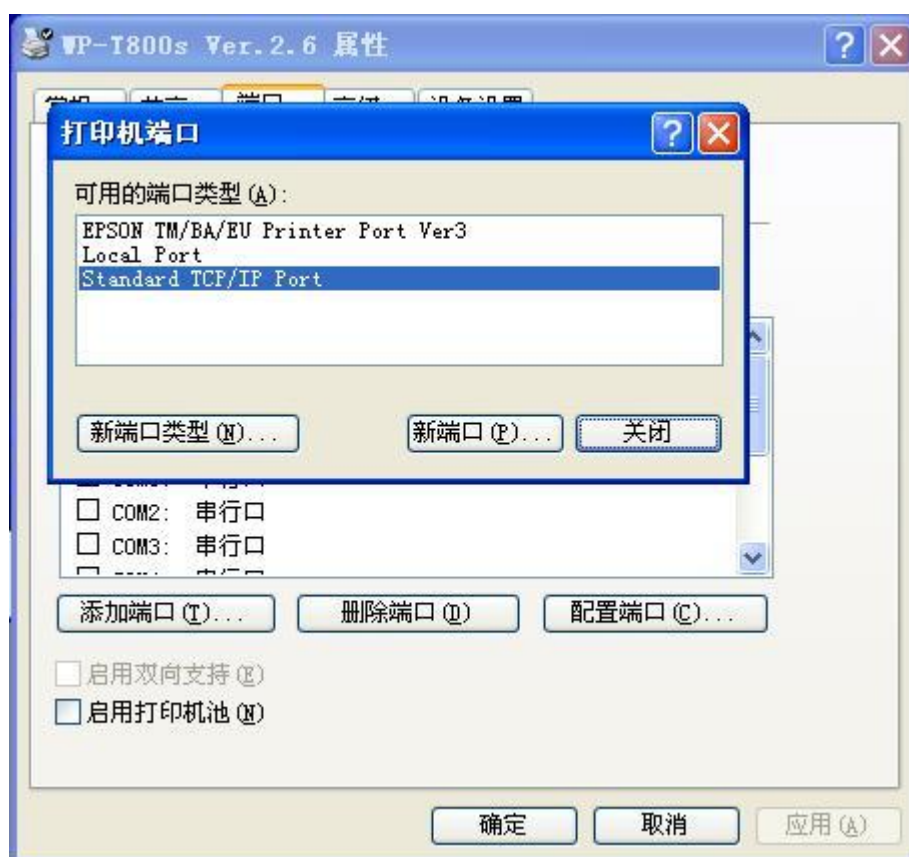 WP-T800s Ver.2.6 属性
端口
打印机端口
可用的端口类型(A):
EPSON TM/BA/EU Printer Port Ver3
Local Port
Standard TCP/IP Port
新端口类型(N)... 新端口(P)... 关闭
COM2: 串行口
COM3: 串行口
添加端口(T)... 删除端口(D) 配置端口(C)...
启用双向支持(E)
启用打印机池(N)
确定 取消 应用(A)